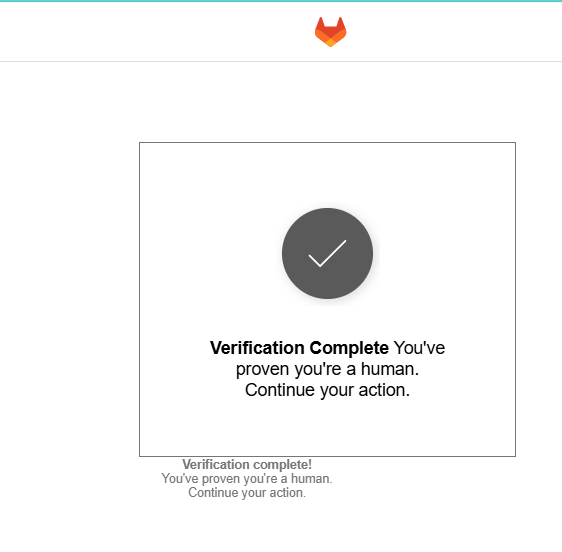 Verification Complete You've
proven you're a human.
Continue your action.
Verification complete!
You've proven you're a human.
Continue your action.